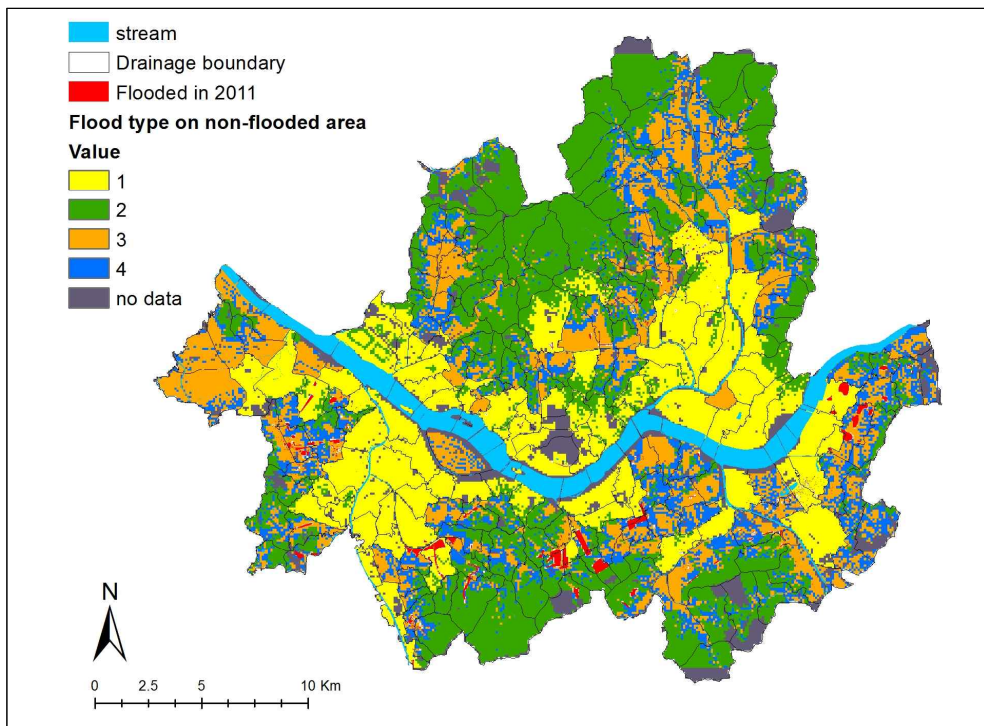 stream
Drainage boundary
Flooded in 2011
Flood type on non-flooded area
Value
1
2
3
4
no data
N
0 2.5 5 10 Km